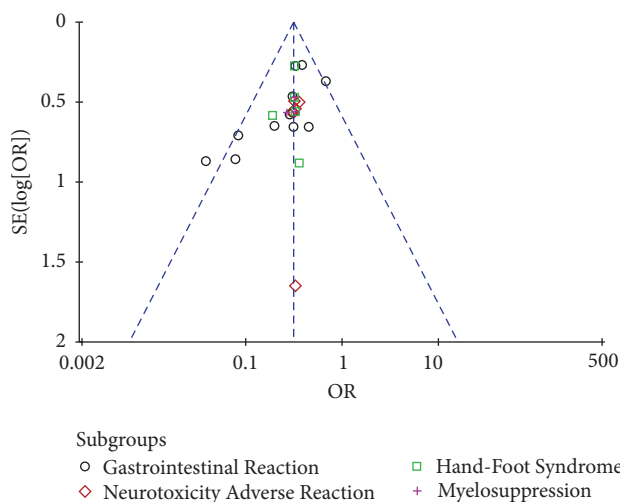 0
0.5
1
1.5
2
SE(log[OR])
0.002
0.1
1
10
500
OR
Subgroups
Gastrointestinal Reaction
Hand-Foot Syndrome
Neurotoxicity Adverse Reaction
Myelosuppression